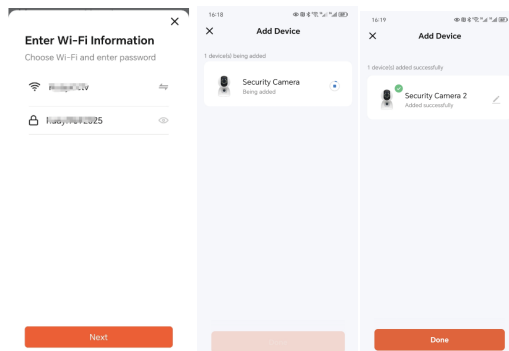 Enter Wi-Fi Information
Choose Wi-Fi and enter password
Next
16:18
Add Device
1 device(s) being added
Security Camera
Being added
16:19
Add Device
1 device(s) added successfully
Security Camera 2
Added successfully
Done